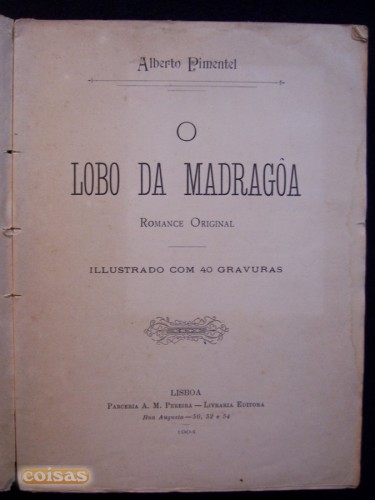 Alberto Pimentel
O
LOBO DA MADRAGÔA
ROMANCE ORIGINAL
ILLUSTRADO COM 40 GRAVURAS
LISBOA
PARCERIA A. M. PEREIRA — LIVRARIA EDITORA
Rua Augusta — 50, 52 e 54
coisas